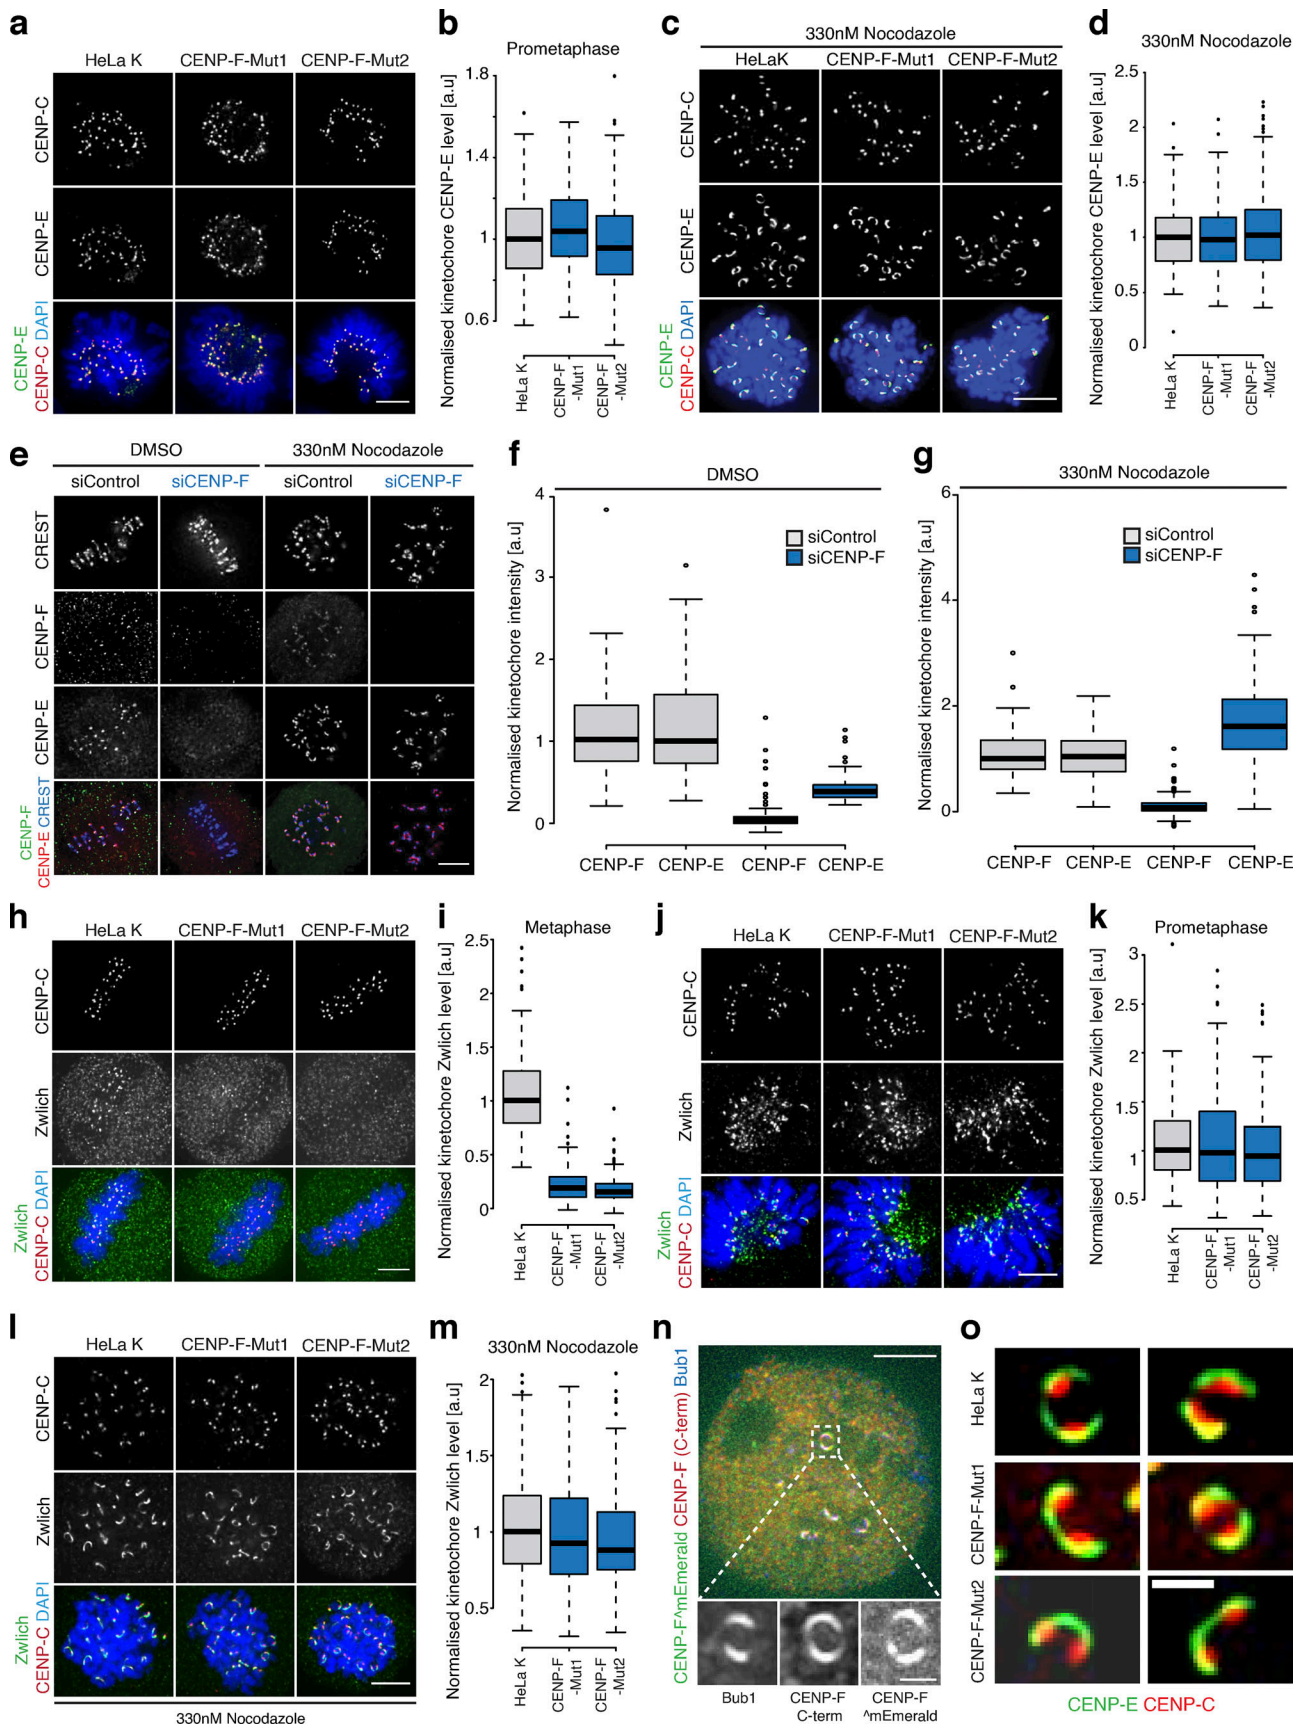 a
HeLa K
CENP-F-Mut1
CENP-F-Mut2
CENP-C
CENP-E
CENP-E
CENP-C DAPI
b
Prometaphase
Normalised kinetochore CENP-E level [a.u]
1.8
1.4
1
0.6
HeLa K
CENP-F
-Mut1
CENP-F
-Mut2
c
330nM Nocodazole
HeLaK
CENP-F-Mut1
CENP-F-Mut2
CENP-C
CENP-E
CENP-E
CENP-C DAPI
d
330nM Nocodazole
Normalised kinetochore CENP-E level [a.u]
2.5
2
1.5
1
0.5
0
HeLa K
CENP-F
-Mut1
CENP-F
-Mut2
e
DMSO
330nM Nocodazole
siControl
siCENP-F
siControl
siCENP-F
CREST
CENP-F
CENP-E
CENP-F
CENP-E CREST
f
DMSO
Normalised kinetochore intensity [a.u]
4
3
2
1
0
siControl
siCENP-F
CENP-F
CENP-E
CENP-F
CENP-E
g
330nM Nocodazole
Normalised kinetochore intensity [a.u]
6
4
2
0
siControl
siCENP-F
CENP-F
CENP-E
CENP-F
CENP-E
h
HeLa K
CENP-F-Mut1
CENP-F-Mut2
CENP-C
Zwlich
Zwlich
CENP-C DAPI
i
Metaphase
Normalised kinetochore Zwlich level [a.u]
2.5
2
1.5
1
0.5
0
HeLa K
CENP-F
-Mut1
CENP-F
-Mut2
j
HeLa K
CENP-F-Mut1
CENP-F-Mut2
CENP-C
Zwlich
Zwlich
CENP-C DAPI
k
Prometaphase
Normalised kinetochore Zwlich level [a.u]
3
2.5
2
1.5
1
0.5
HeLa K
CENP-F
-Mut1
CENP-F
-Mut2
l
HeLa K
CENP-F-Mut1
CENP-F-Mut2
CENP-C
Zwlich
Zwlich
CENP-C DAPI
330nM Nocodazole
m
330nM Nocodazole
Normalised kinetochore Zwlich level [a.u]
2
1.5
1
0.5
HeLa K
CENP-F
-Mut1
CENP-F
-Mut2
n
CENP-F^mEmerald CENP-F (C-term) Bub1
Bub1
CENP-F
C-term
CENP-F
^mEmerald
o
HeLa K
CENP-F-Mut1
CENP-F-Mut2
CENP-E CENP-C